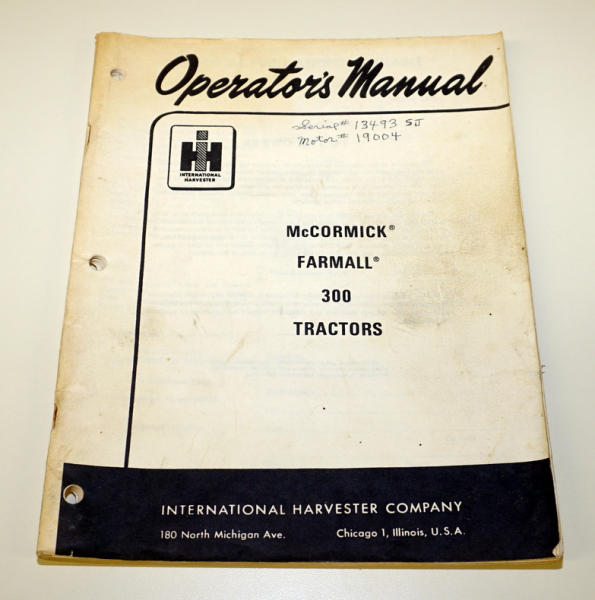 Operator's Manual
Serial # 13493 SJ
Motor # 19004
IH
INTERNATIONAL
HARVESTER
McCORMICK®
FARMALL®
300
TRACTORS
INTERNATIONAL HARVESTER COMPANY
180 North Michigan Ave. Chicago 1, Illinois, U.S.A.